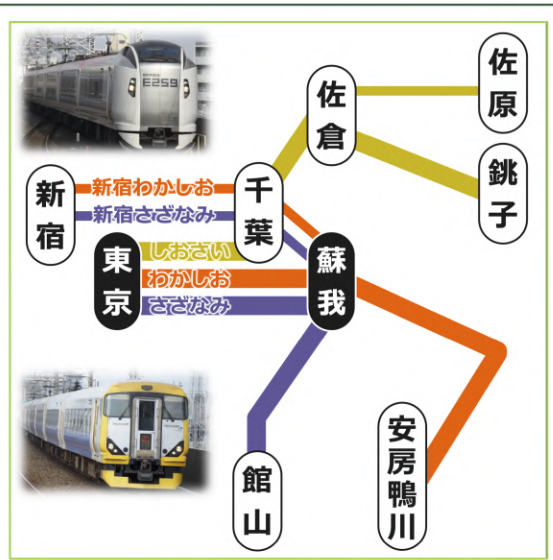 E259
佐原
佐倉
銚子
新宿
新宿わかしお
新宿さざなみ
千葉
東京
しおさい
わかしお
さざなみ
蘇我
館山
安房鴨川